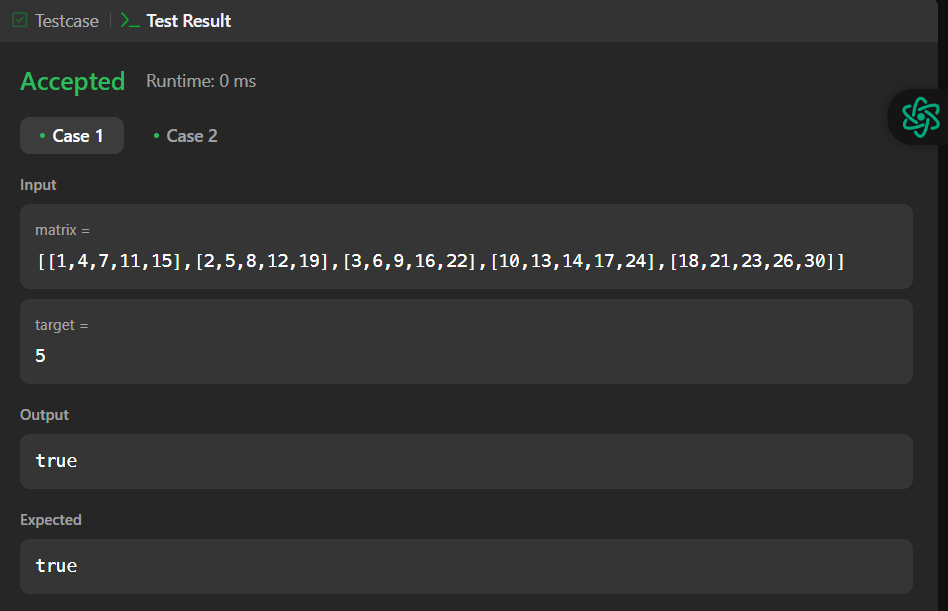 Testcase
Test Result
Accepted Runtime: 0 ms
Case 1 Case 2
Input
matrix =
[[1,4,7,11,15],[2,5,8,12,19],[3,6,9,16,22],[10,13,14,17,24],[18,21,23,26,30]]
target =
5
Output
true
Expected
true